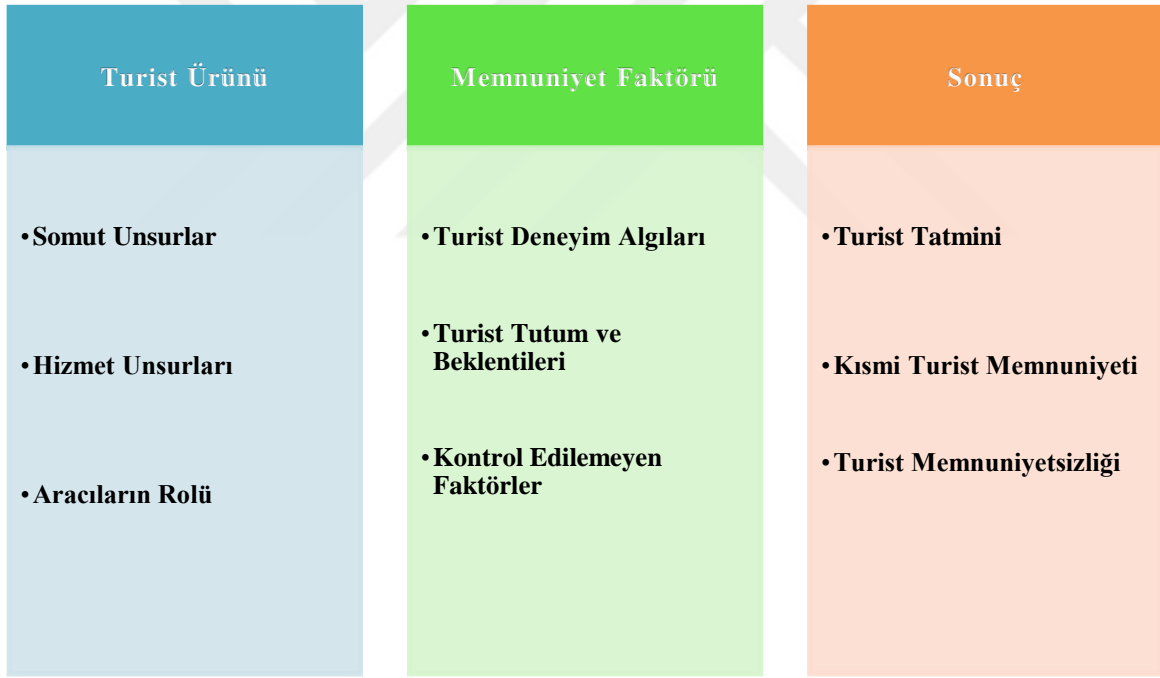 Turist Ürünü
•Somut Unsurlar
•Hizmet Unsurları
•Aracıların Rolü
Memnuniyet Faktörü
•Turist Deneyim Algıları
•Turist Tutum ve
Beklentileri
•Kontrol Edilemeyen
Faktörler
Sonuç
•Turist Tatmini
•Kısmi Turist Memnuniyeti
•Turist Memnuniyetsizliği